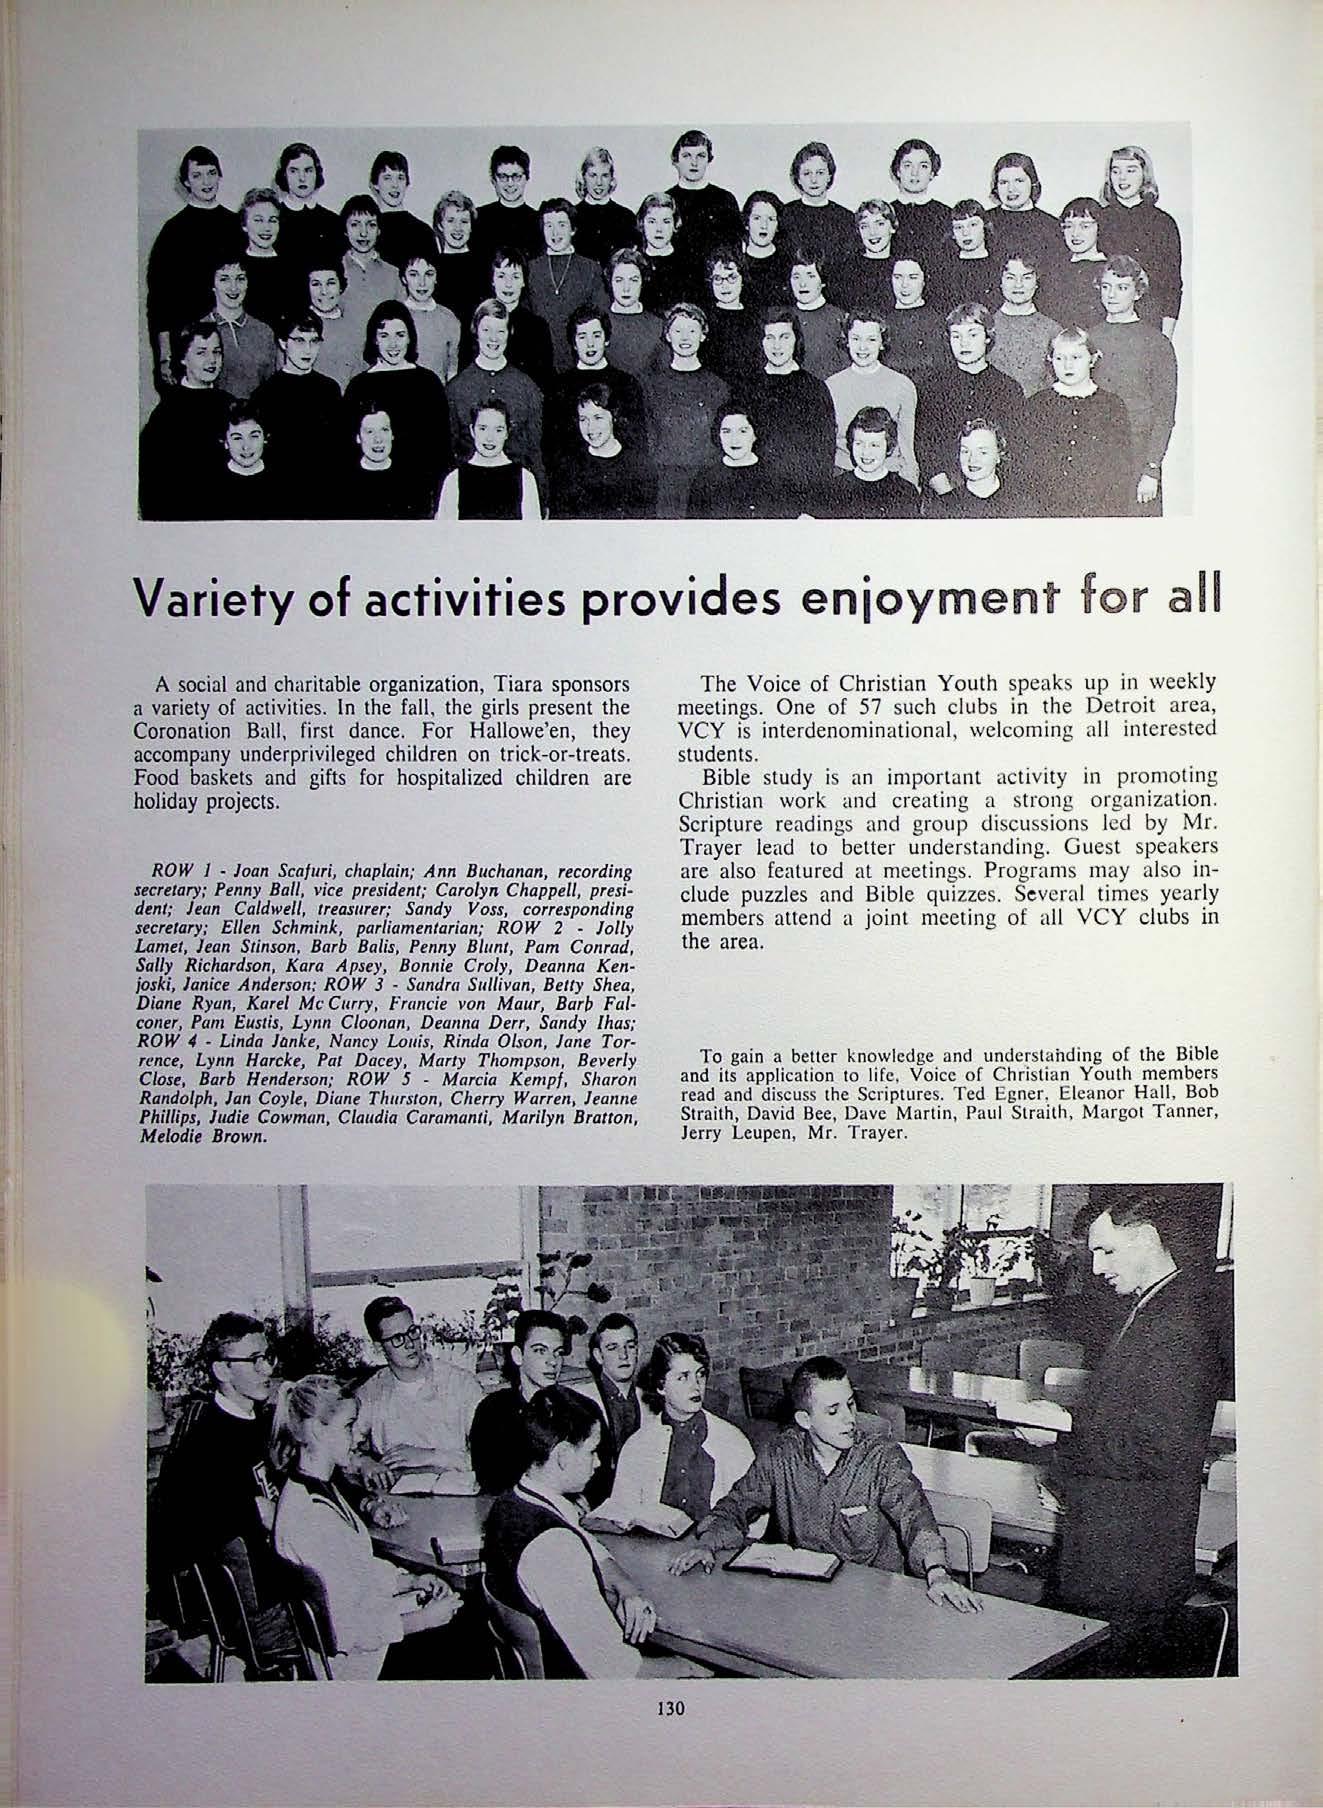 Variety of activities provides enjoyment for all
A social and charitable organization, Tiara sponsors
a variety of activities. In the fall, the girls present the
Coronation Ball, first dance. For Hallowe'en, they
accompany underprivileged children on trick-or-treats.
Food baskets and gifts for hospitalized children are
holiday projects.
ROW 1 - Joan Scafuri, chaplain; Ann Buchanan, recording
secretary; Penny Ball, vice president; Carolyn Chappell, presi-
dent; Jean Caldwell, treasurer; Sandy Voss, corresponding
secretary; Ellen Schmink, parliamentarian; ROW 2 - Jolly
Lamet, Jean Stinson, Barb Balis, Penny Blunt, Pam Conrad,
Sally Richardson, Kara Apsey, Bonnie Croly, Deanna Ken-
joski, Janice Anderson; ROW 3 - Sandra Sullivan, Betty Shea,
Diane Ryan, Karel McCurry, Francie von Maur, Barb Fal-
coner, Pam Eustis, Lynn Cloonan, Deanna Derr, Sandy Ihas;
ROW 4 - Linda Janke, Nancy Louis, Rinda Olson, Jane Tor-
rence, Lynn Harcke, Pat Dacey, Marty Thompson, Beverly
Close, Barb Henderson; ROW 5 - Marcia Kempf, Sharon
Randolph, Jan Coyle, Diane Thurston, Cherry Warren, Jeanne
Phillips, Judie Cowman, Claudia Caramanti, Marilyn Bratton,
Melodie Brown.
The Voice of Christian Youth speaks up in weekly
meetings. One of 57 such clubs in the Detroit area,
VCY is interdenominational, welcoming all interested
students.
Bible study is an important activity in promoting
Christian work and creating a strong organization.
Scripture readings and group discussions led by Mr.
Trayer lead to better understanding. Guest speakers
are also featured at meetings. Programs may also in-
clude puzzles and Bible quizzes. Several times yearly
members attend a joint meeting of all VCY clubs in
the area.
To gain a better knowledge and understanding of the Bible
and its application to life, Voice of Christian Youth members
read and discuss the Scriptures. Ted Egner, Eleanor Hall, Bob
Straith, David Bee, Dave Martin, Paul Straith, Margot Tanner,
Jerry Leupen, Mr. Trayer.
130